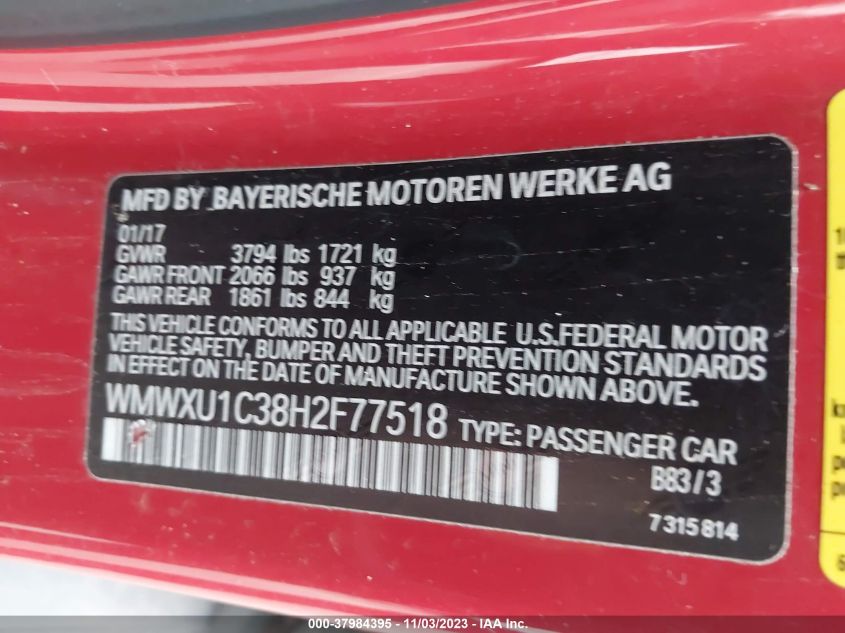 MFD BY BAYERISCHE MOTOREN WERKE AG
01/17
GVWR 3794 lbs 1721 kg
GAWR FRONT 2066 lbs 937 kg
GAWR REAR 1861 lbs 844 kg
THIS VEHICLE CONFORMS TO ALL APPLICABLE U.S.FEDERAL MOTOR
VEHICLE SAFETY, BUMPER AND THEFT PREVENTION STANDARDS
IN EFFECT ON THE DATE OF MANUFACTURE SHOWN ABOVE.
WMWXU1C38H2F77518 TYPE: PASSENGER CAR
B83/3
7 315 814
000-37984395 - 11/03/2023 - IAA Inc.